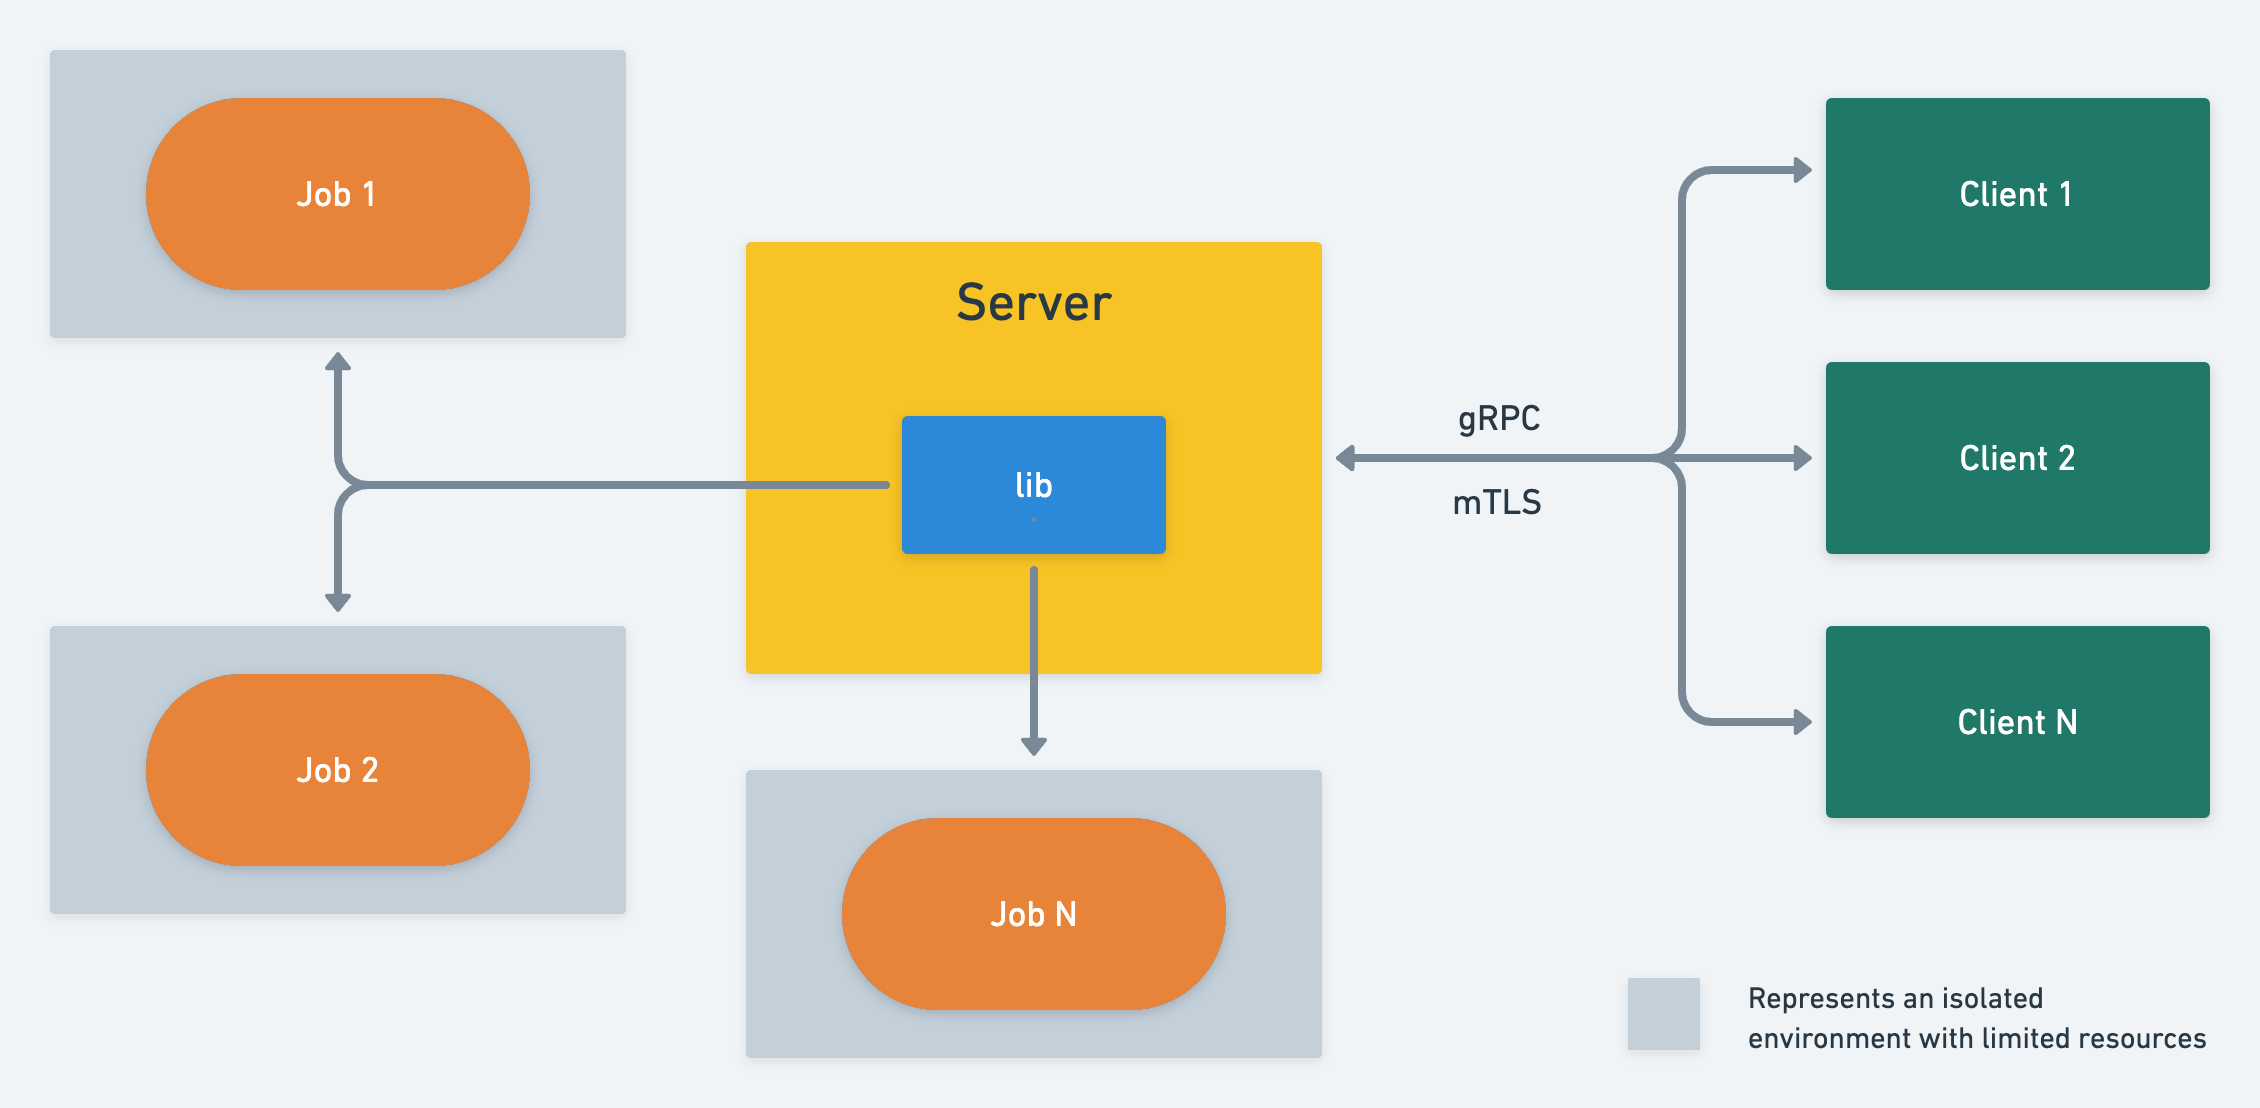 Job 1
Client 1
Server
gRPC
Client 2
lib
mTLS
Client N
Job 2
Job N
Represents an isolated
environment with limited resources